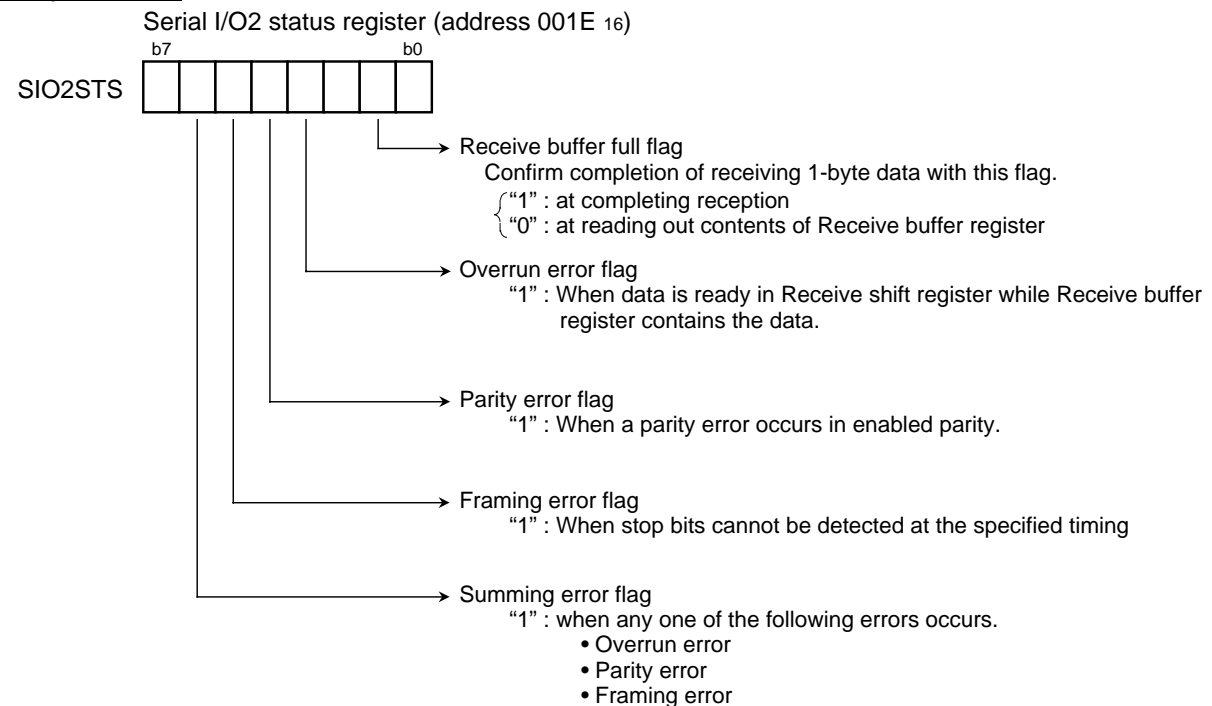 Serial I/O2 status register (address 001E 16)
b7 b0
SIO2STS
Receive buffer full flag
Confirm completion of receiving 1-byte data with this flag.
“1” : at completing reception
“0” : at reading out contents of Receive buffer register
Overrun error flag
“1” : When data is ready in Receive shift register while Receive buffer
register contains the data.
Parity error flag
“1” : When a parity error occurs in enabled parity.
Framing error flag
“1” : When stop bits cannot be detected at the specified timing
Summing error flag
“1” : when any one of the following errors occurs.
• Overrun error
• Parity error
• Framing error